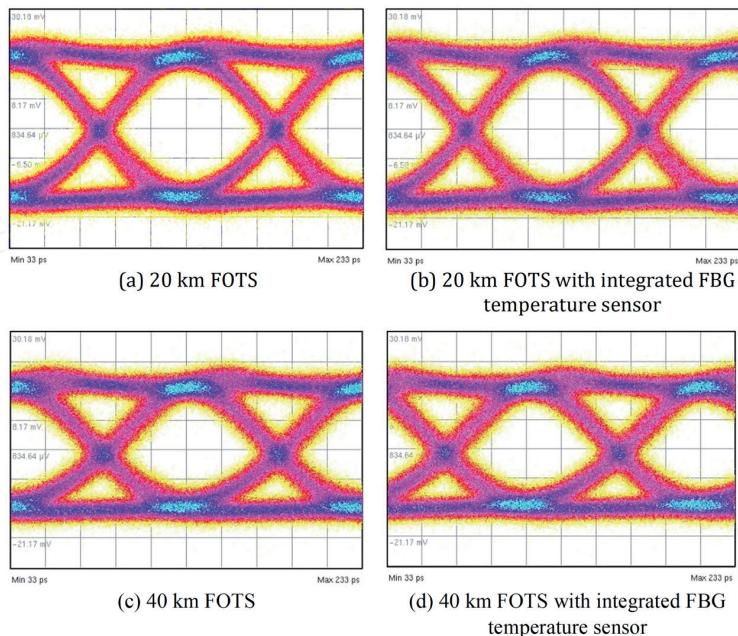 30.18 mV
30.18 mV
8.17 mV
8.17 mV
834.64 µV
834.64 µV
-6.50 m
-6.50 m
-21.17 mV
-21.17 mV
Min 33 ps Max 233 ps
Min 33 ps Max 233 ps
(a) 20 km FOTS
(b) 20 km FOTS with integrated FBG
temperature sensor
30.18 mV
30.18 mV
8.17 mV
8.17 mV
834.64
834.64
-21.17 mV
-21.17 mV
Min 33 ps Max 233 ps
Min 33 ps Max 233 ps
(c) 40 km FOTS
(d) 40 km FOTS with integrated FBG
temperature sensor